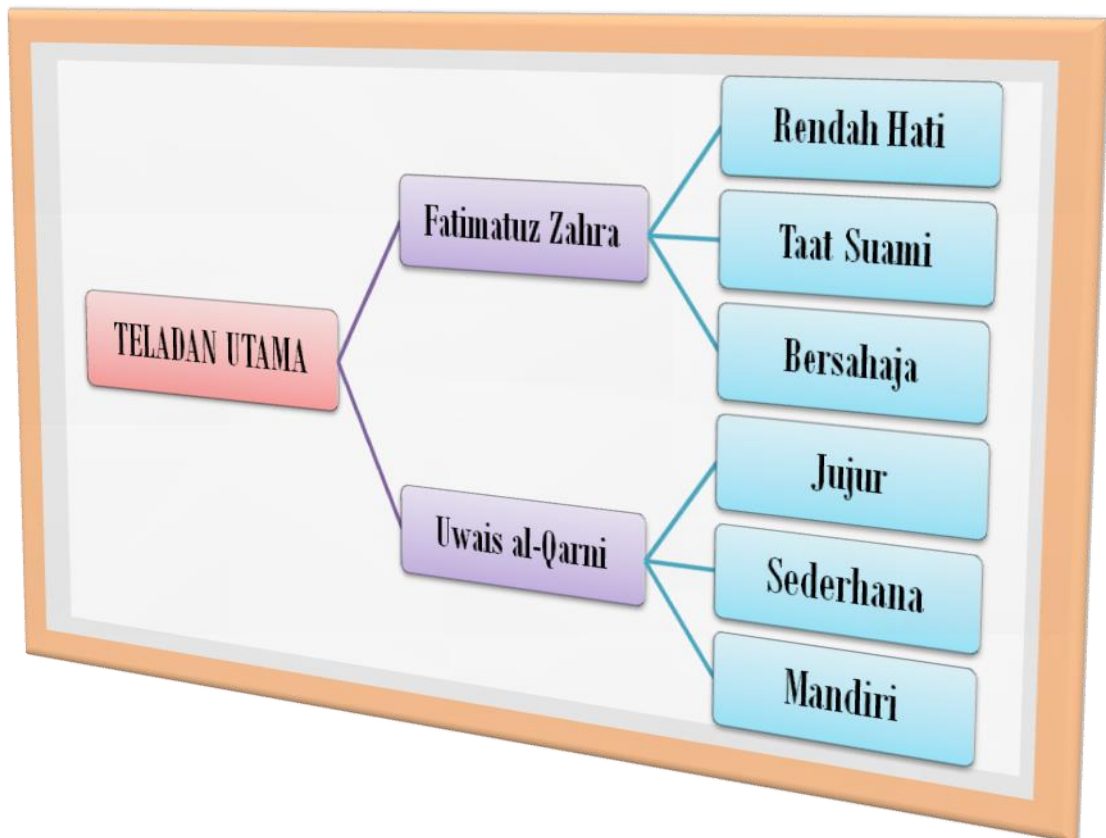 TELADAN UTAMA
Fatimatuz Zahra
Rendah Hati
Taat Suami
Bersahaja
Uwais al-Qarni
Jujur
Sederhana
Mandiri